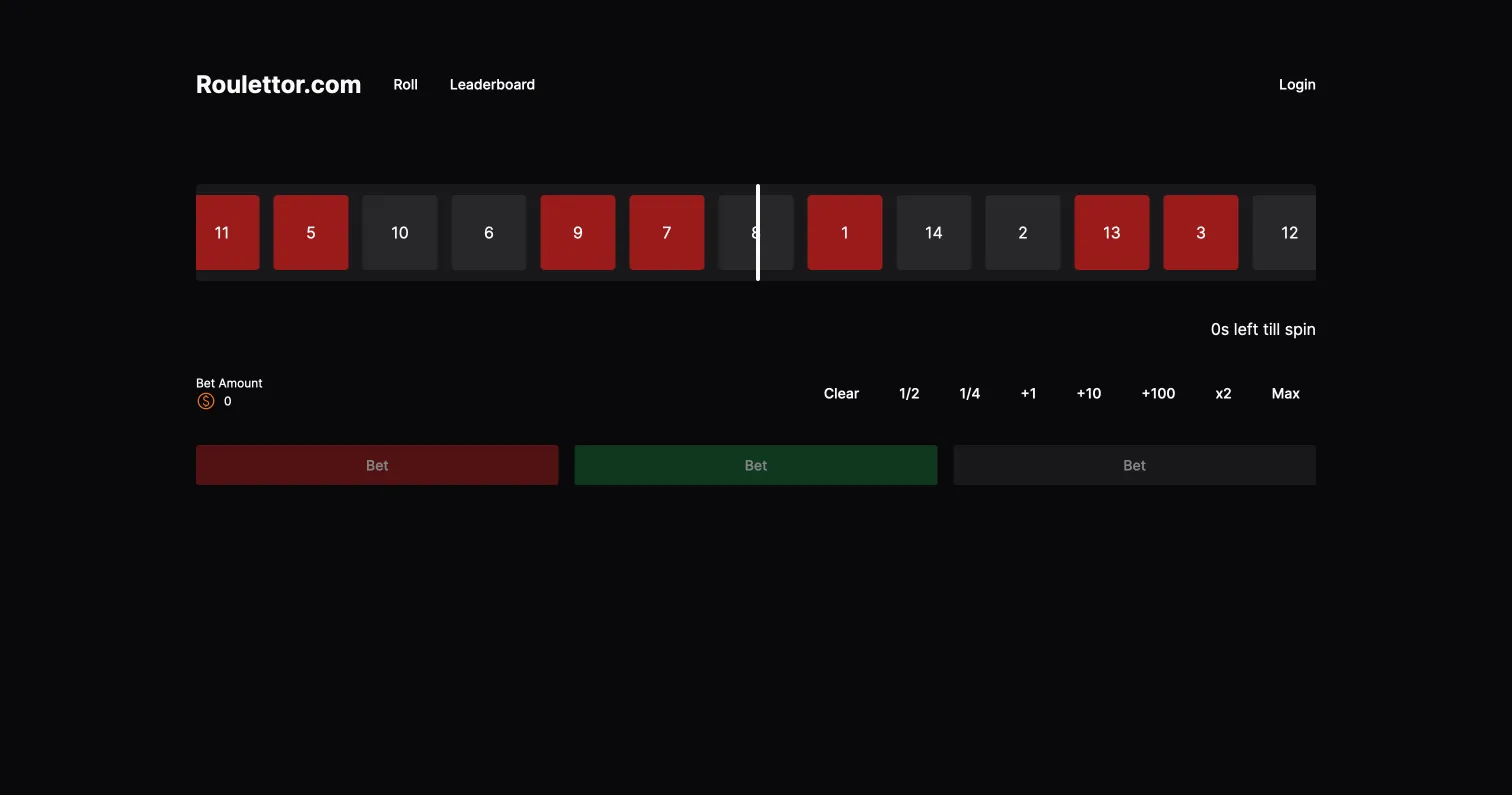 Roulettor.com Roll Leaderboard Login
11 5 10 6 9 7 8 1 14 2 13 3 12
0s left till spin
Bet Amount
0
Clear 1/2 1/4 +1 +10 +100 x2 Max
Bet Bet Bet